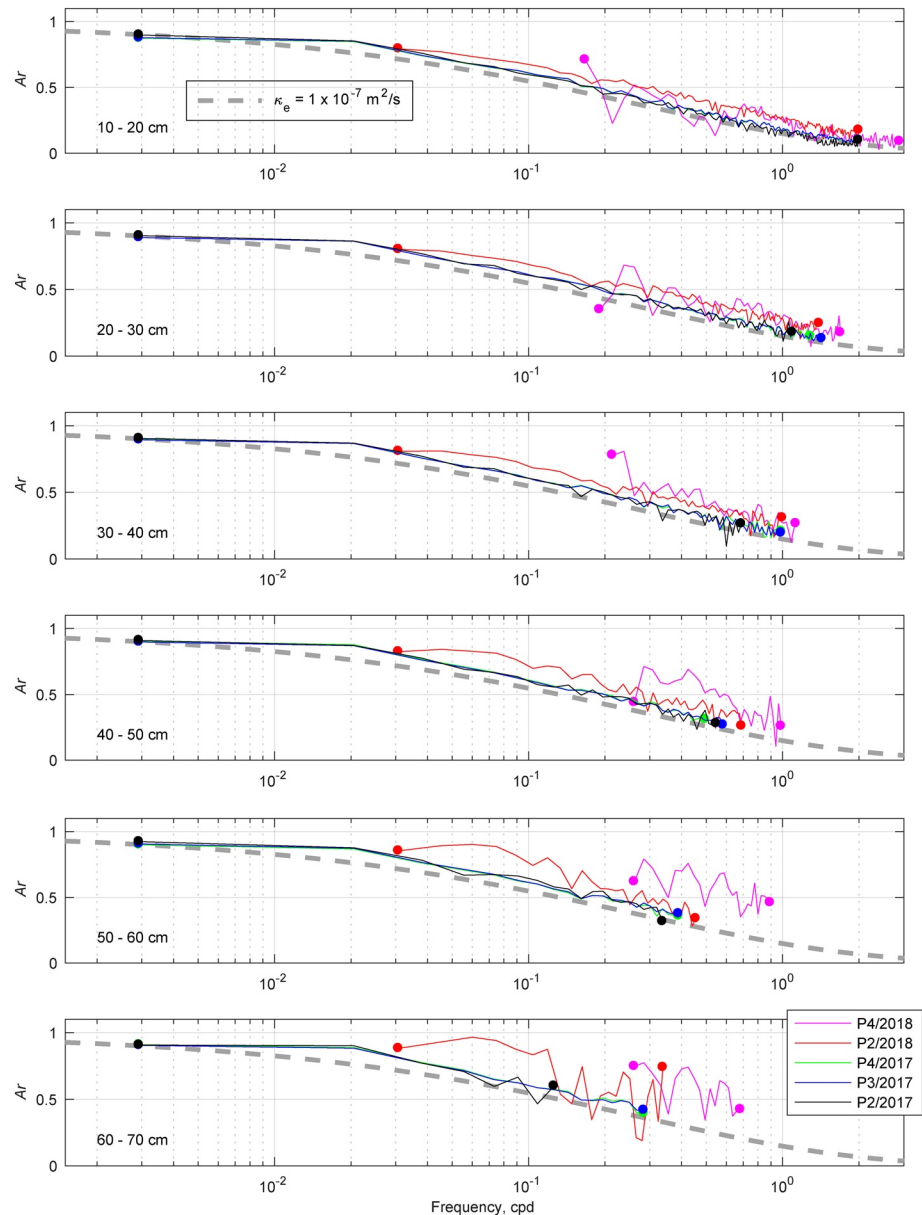 1
Ar
0.5
κe = 1 x 10⁻⁷ m²/s
10 - 20 cm
0
10⁻² 10⁻¹ 10⁰
1
Ar
0.5
20 - 30 cm
0
10⁻² 10⁻¹ 10⁰
1
Ar
0.5
30 - 40 cm
0
10⁻² 10⁻¹ 10⁰
1
Ar
0.5
40 - 50 cm
0
10⁻² 10⁻¹ 10⁰
1
Ar
0.5
50 - 60 cm
0
10⁻² 10⁻¹ 10⁰
1
Ar
0.5
60 - 70 cm
0
P4/2018
P2/2018
P4/2017
P3/2017
P2/2017
10⁻² 10⁻¹ 10⁰
Frequency, cpd